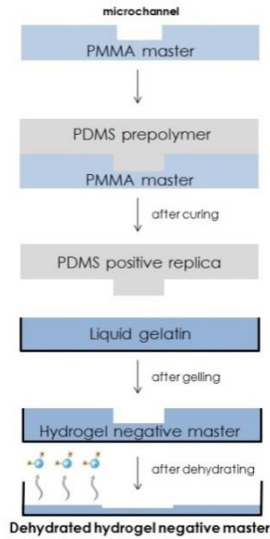 microchannel
PMMA master
PDMS prepolymer
PMMA master
after curing
PDMS positive replica
Liquid gelatin
after gelling
Hydrogel negative master
after dehydrating
Dehydrated hydrogel negative master